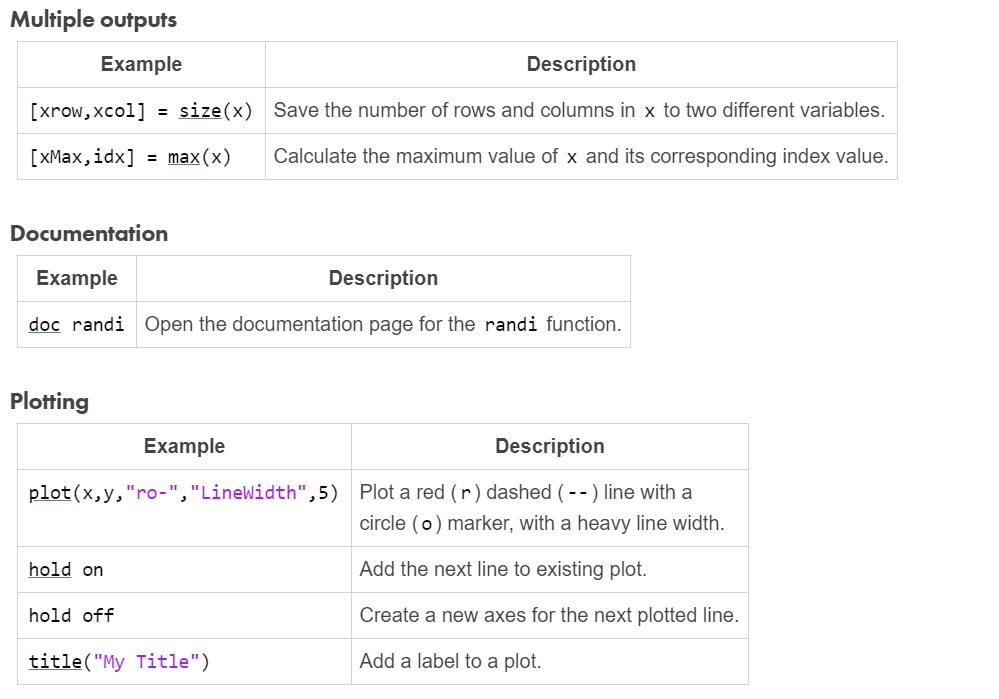 Multiple outputs
Example Description
[xrow,xcol] = size(x) Save the number of rows and columns in x to two different variables.
[xMax,idx] = max(x) Calculate the maximum value of x and its corresponding index value.
Documentation
Example Description
doc randi Open the documentation page for the randi function.
Plotting
Example Description
plot(x,y,"ro-","LineWidth",5) Plot a red (r) dashed (--) line with a
circle (o) marker, with a heavy line width.
hold on Add the next line to existing plot.
hold off Create a new axes for the next plotted line.
title("My Title") Add a label to a plot.